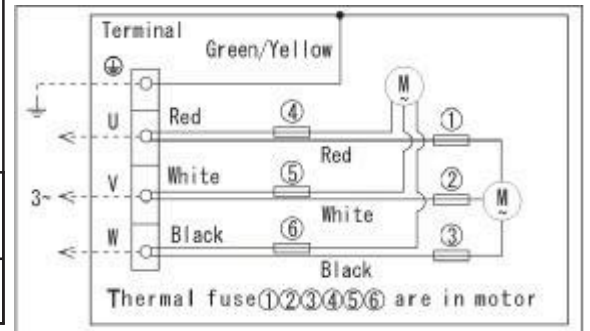 Terminal
Green/Yellow
M
~
U
Red
④
①
Red
V
White
⑤
②
3~
M
~
White
W
Black
⑥
③
Black
Thermal fuse①②③④⑤⑥ are in motor